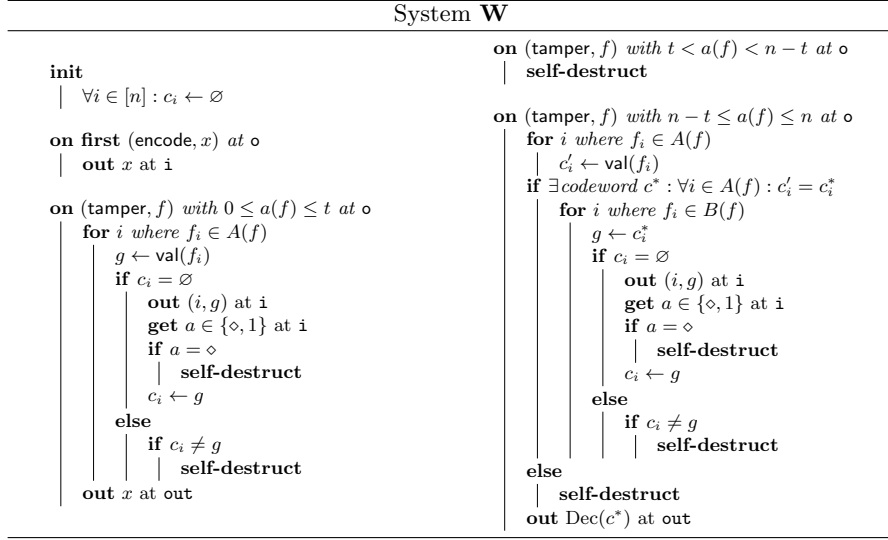 System W
init
∀i ∈ [n] : c_i ← ∅
on first (encode, x) at o
out x at i
on (tamper, f) with 0 ≤ a(f) ≤ t at o
for i where f_i ∈ A(f)
g ← val(f_i)
if c_i = ∅
out (i, g) at i
get a ∈ {⋄, 1} at i
if a = ⋄
self-destruct
c_i ← g
else
if c_i ≠ g
self-destruct
out x at out
on (tamper, f) with t < a(f) < n − t at o
self-destruct
on (tamper, f) with n − t ≤ a(f) ≤ n at o
for i where f_i ∈ A(f)
c'_i ← val(f_i)
if ∃ codeword c* : ∀i ∈ A(f) : c'_i = c*_i
for i where f_i ∈ B(f)
g ← c*_i
if c_i = ∅
out (i, g) at i
get a ∈ {⋄, 1} at i
if a = ⋄
self-destruct
c_i ← g
else
if c_i ≠ g
self-destruct
else
self-destruct
out Dec(c*) at out